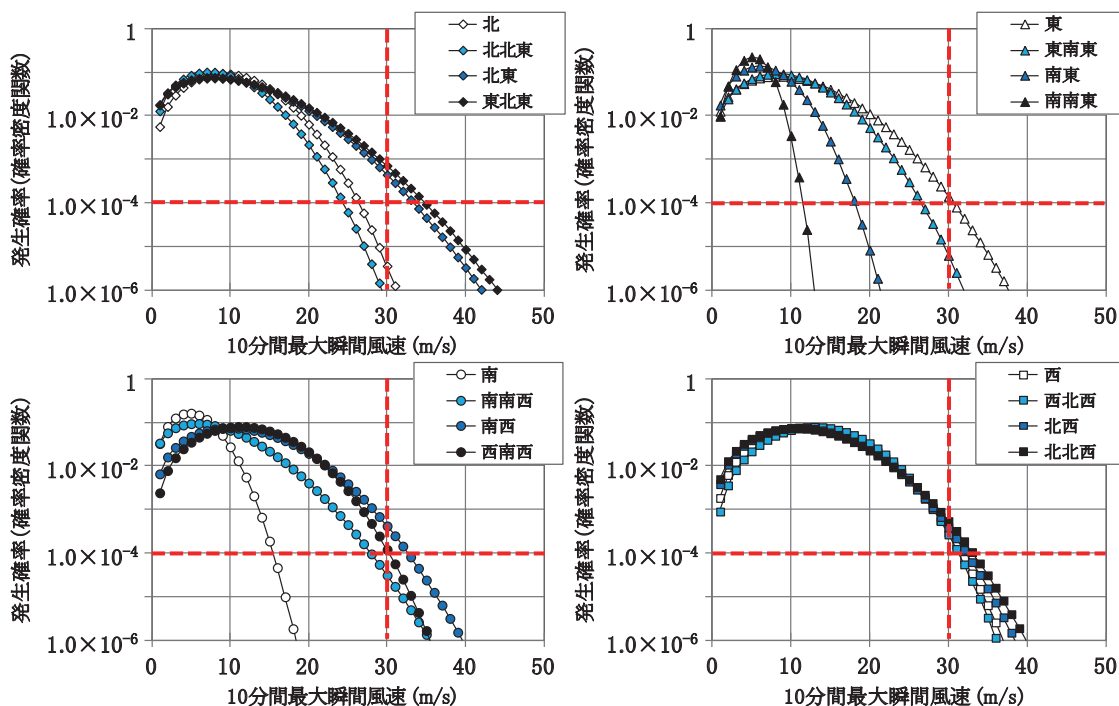 発生確率(確率密度関数)
1
1.0×10⁻²
1.0×10⁻⁴
1.0×10⁻⁶
0 10 20 30 40 50
10分間最大瞬間風速(m/s)
北
北北東
北東
東北東
発生確率(確率密度関数)
1
1.0×10⁻²
1.0×10⁻⁴
1.0×10⁻⁶
0 10 20 30 40 50
10分間最大瞬間風速(m/s)
東
東南東
南東
南南東
発生確率(確率密度関数)
1
1.0×10⁻²
1.0×10⁻⁴
1.0×10⁻⁶
0 10 20 30 40 50
10分間最大瞬間風速(m/s)
南
南南西
南西
西南西
発生確率(確率密度関数)
1
1.0×10⁻²
1.0×10⁻⁴
1.0×10⁻⁶
0 10 20 30 40 50
10分間最大瞬間風速(m/s)
西
西北西
北西
北北西